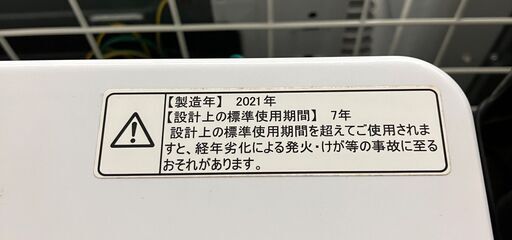 【製造年】 2021年
【設計上の標準使用期間】 7年
設計上の標準使用期間を超えてご使用されま
すと、経年劣化による発火・けが等の事故に至る
おそれがあります。